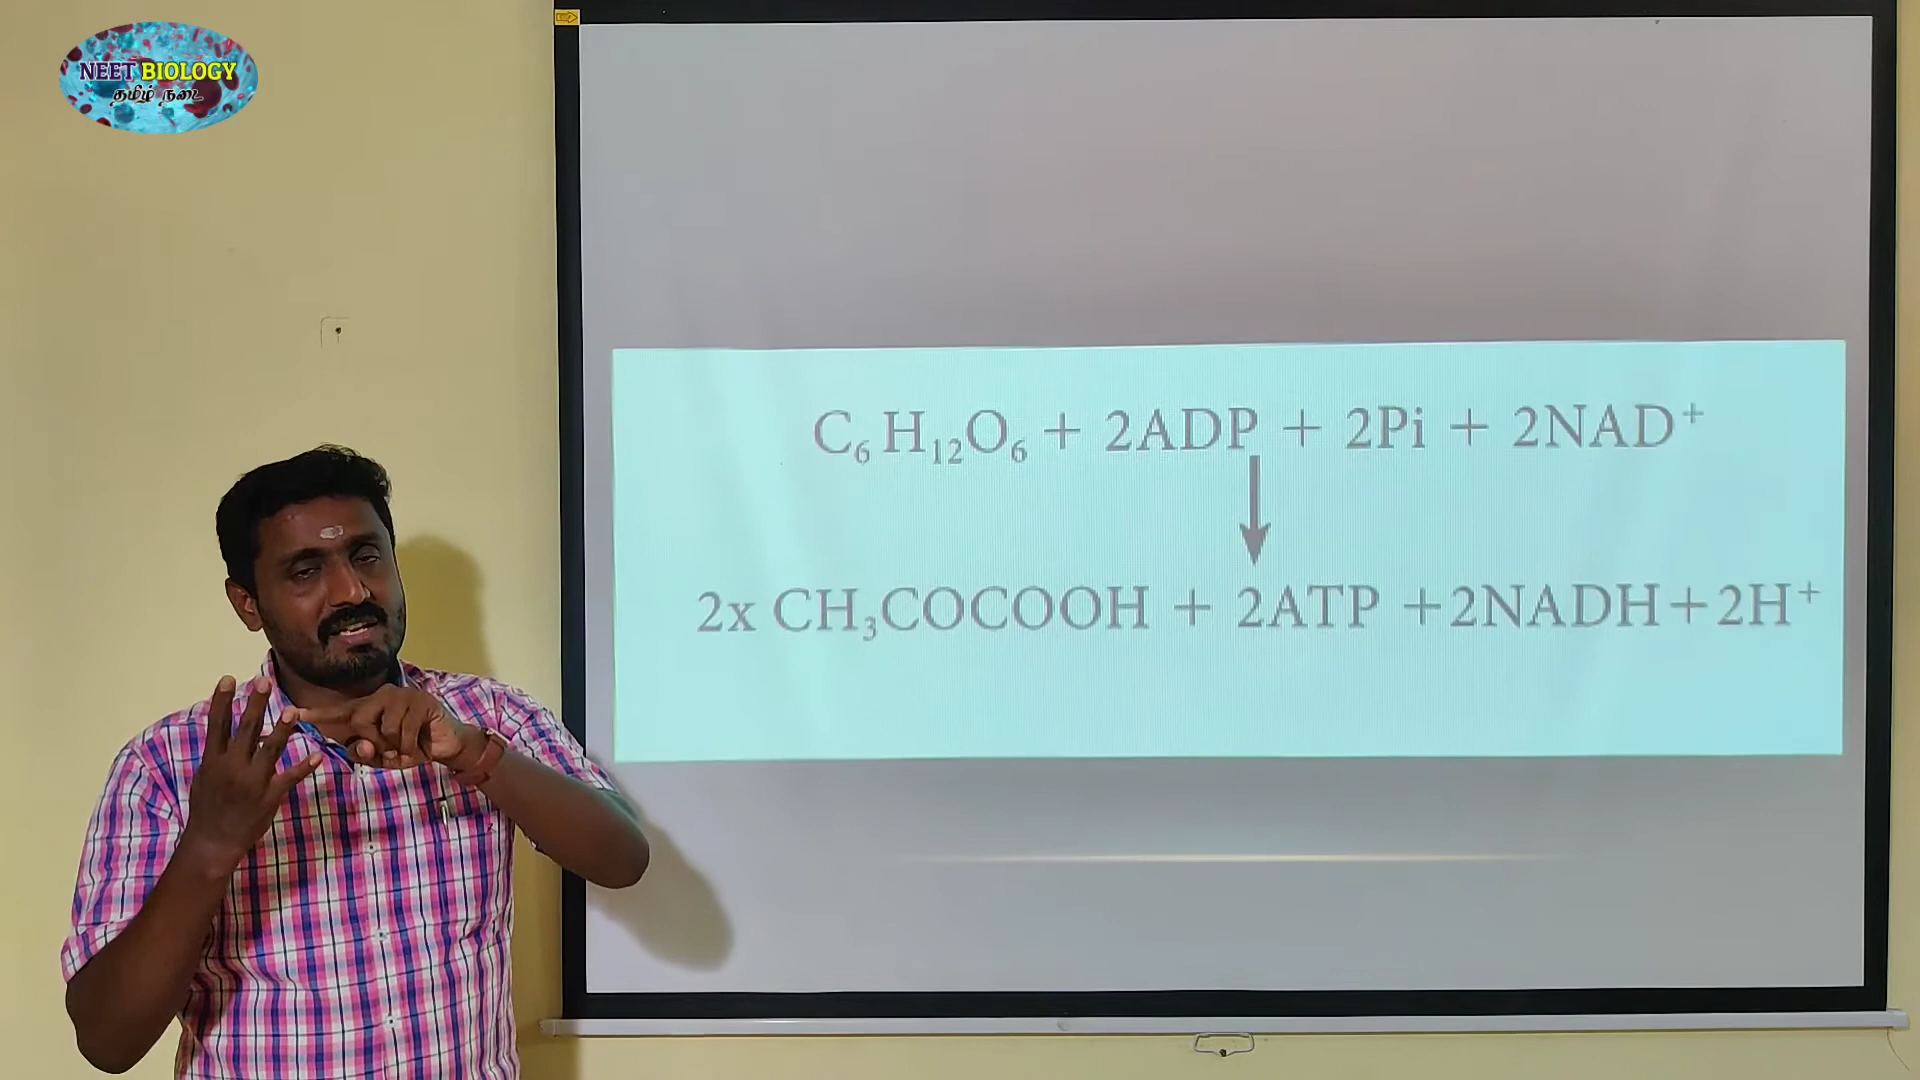 NEET BIOLOGY
தமிழ் நடை
C₆H₁₂O₆ + 2ADP + 2Pi + 2NAD⁺
2x CH₃COCOOH + 2ATP +2NADH+2H⁺